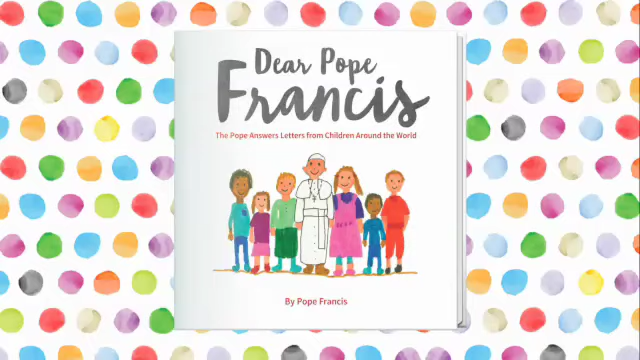 Dear Pope
Francis
The Pope Answers Letters from Children Around the World
By Pope Francis